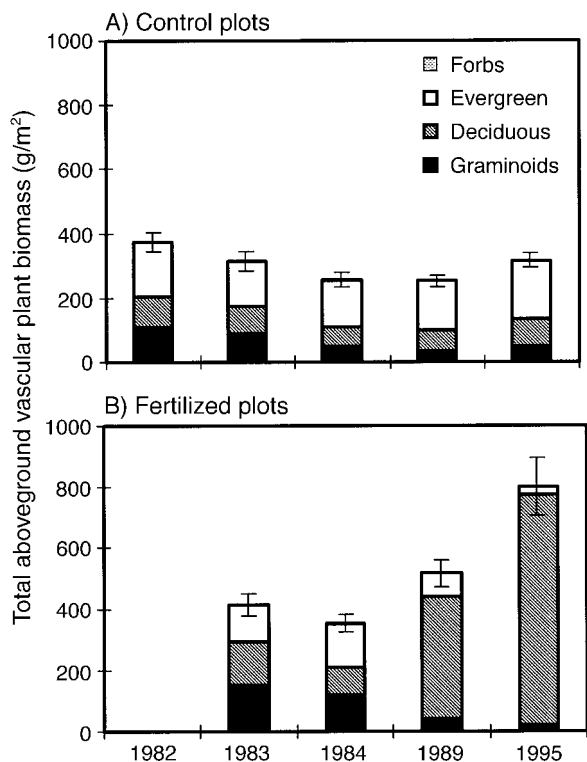 A) Control plots
1000
800
600
400
200
0
Forbs
Evergreen
Deciduous
Graminoids
Total aboveground vascular plant biomass (g/m²)
B) Fertilized plots
1000
800
600
400
200
0
1982 1983 1984 1989 1995